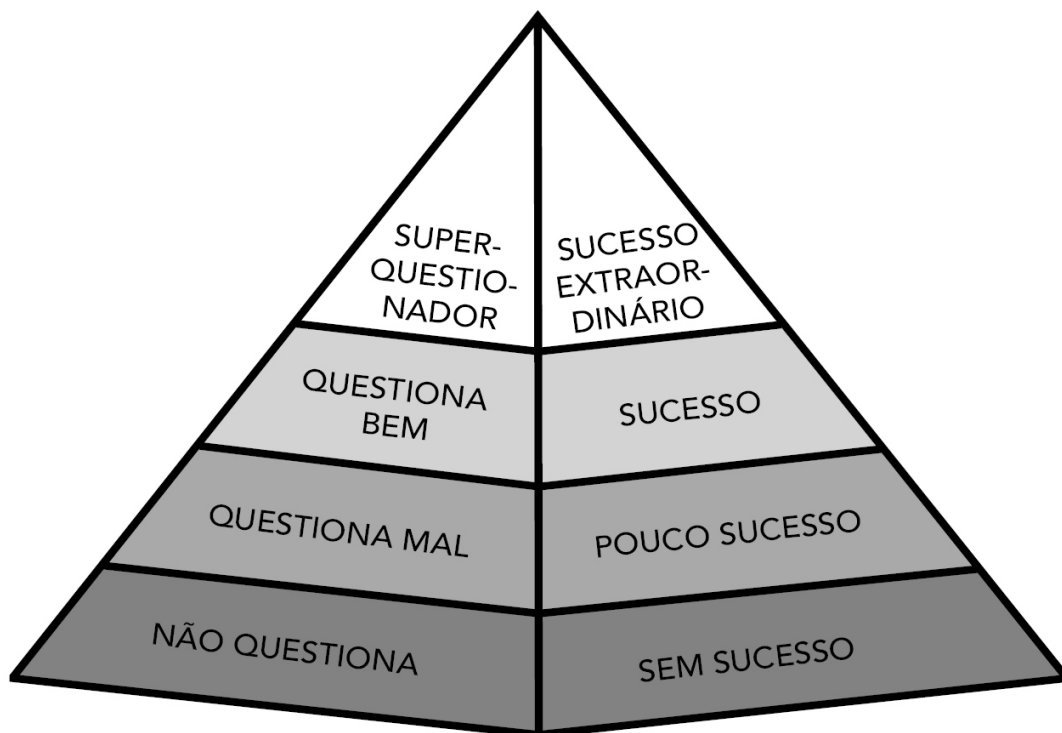 SUPER-
QUESTIO-
NADOR
SUCESSO
EXTRAOR-
DINÁRIO
QUESTIONA
BEM
SUCESSO
QUESTIONA MAL
POUCO SUCESSO
NÃO QUESTIONA
SEM SUCESSO